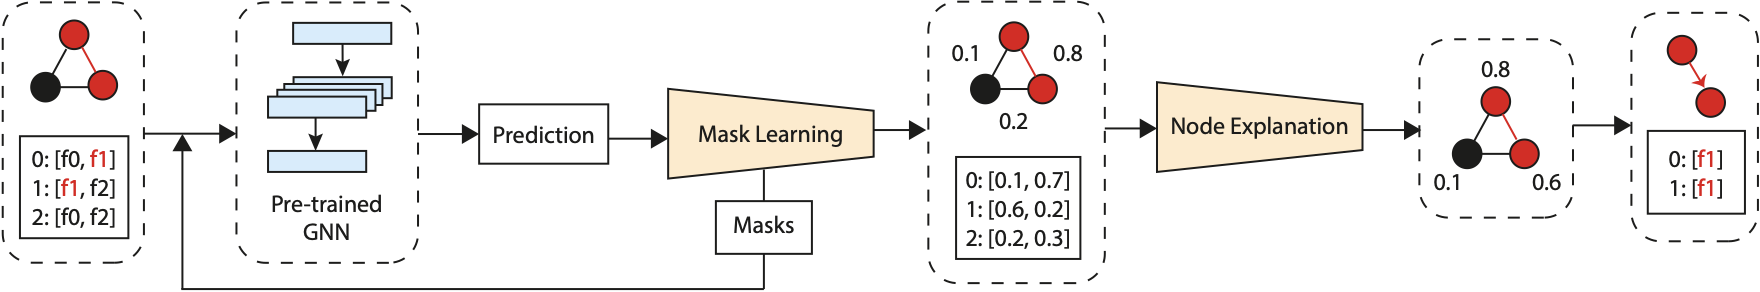 0: [f0, f1]
1: [f1, f2]
2: [f0, f2]
Pre-trained
GNN
Prediction
Mask Learning
Masks
0.1
0.8
0.2
0: [0.1, 0.7]
1: [0.6, 0.2]
2: [0.2, 0.3]
Node Explanation
0.8
0.1
0.6
0: [f1]
1: [f1]